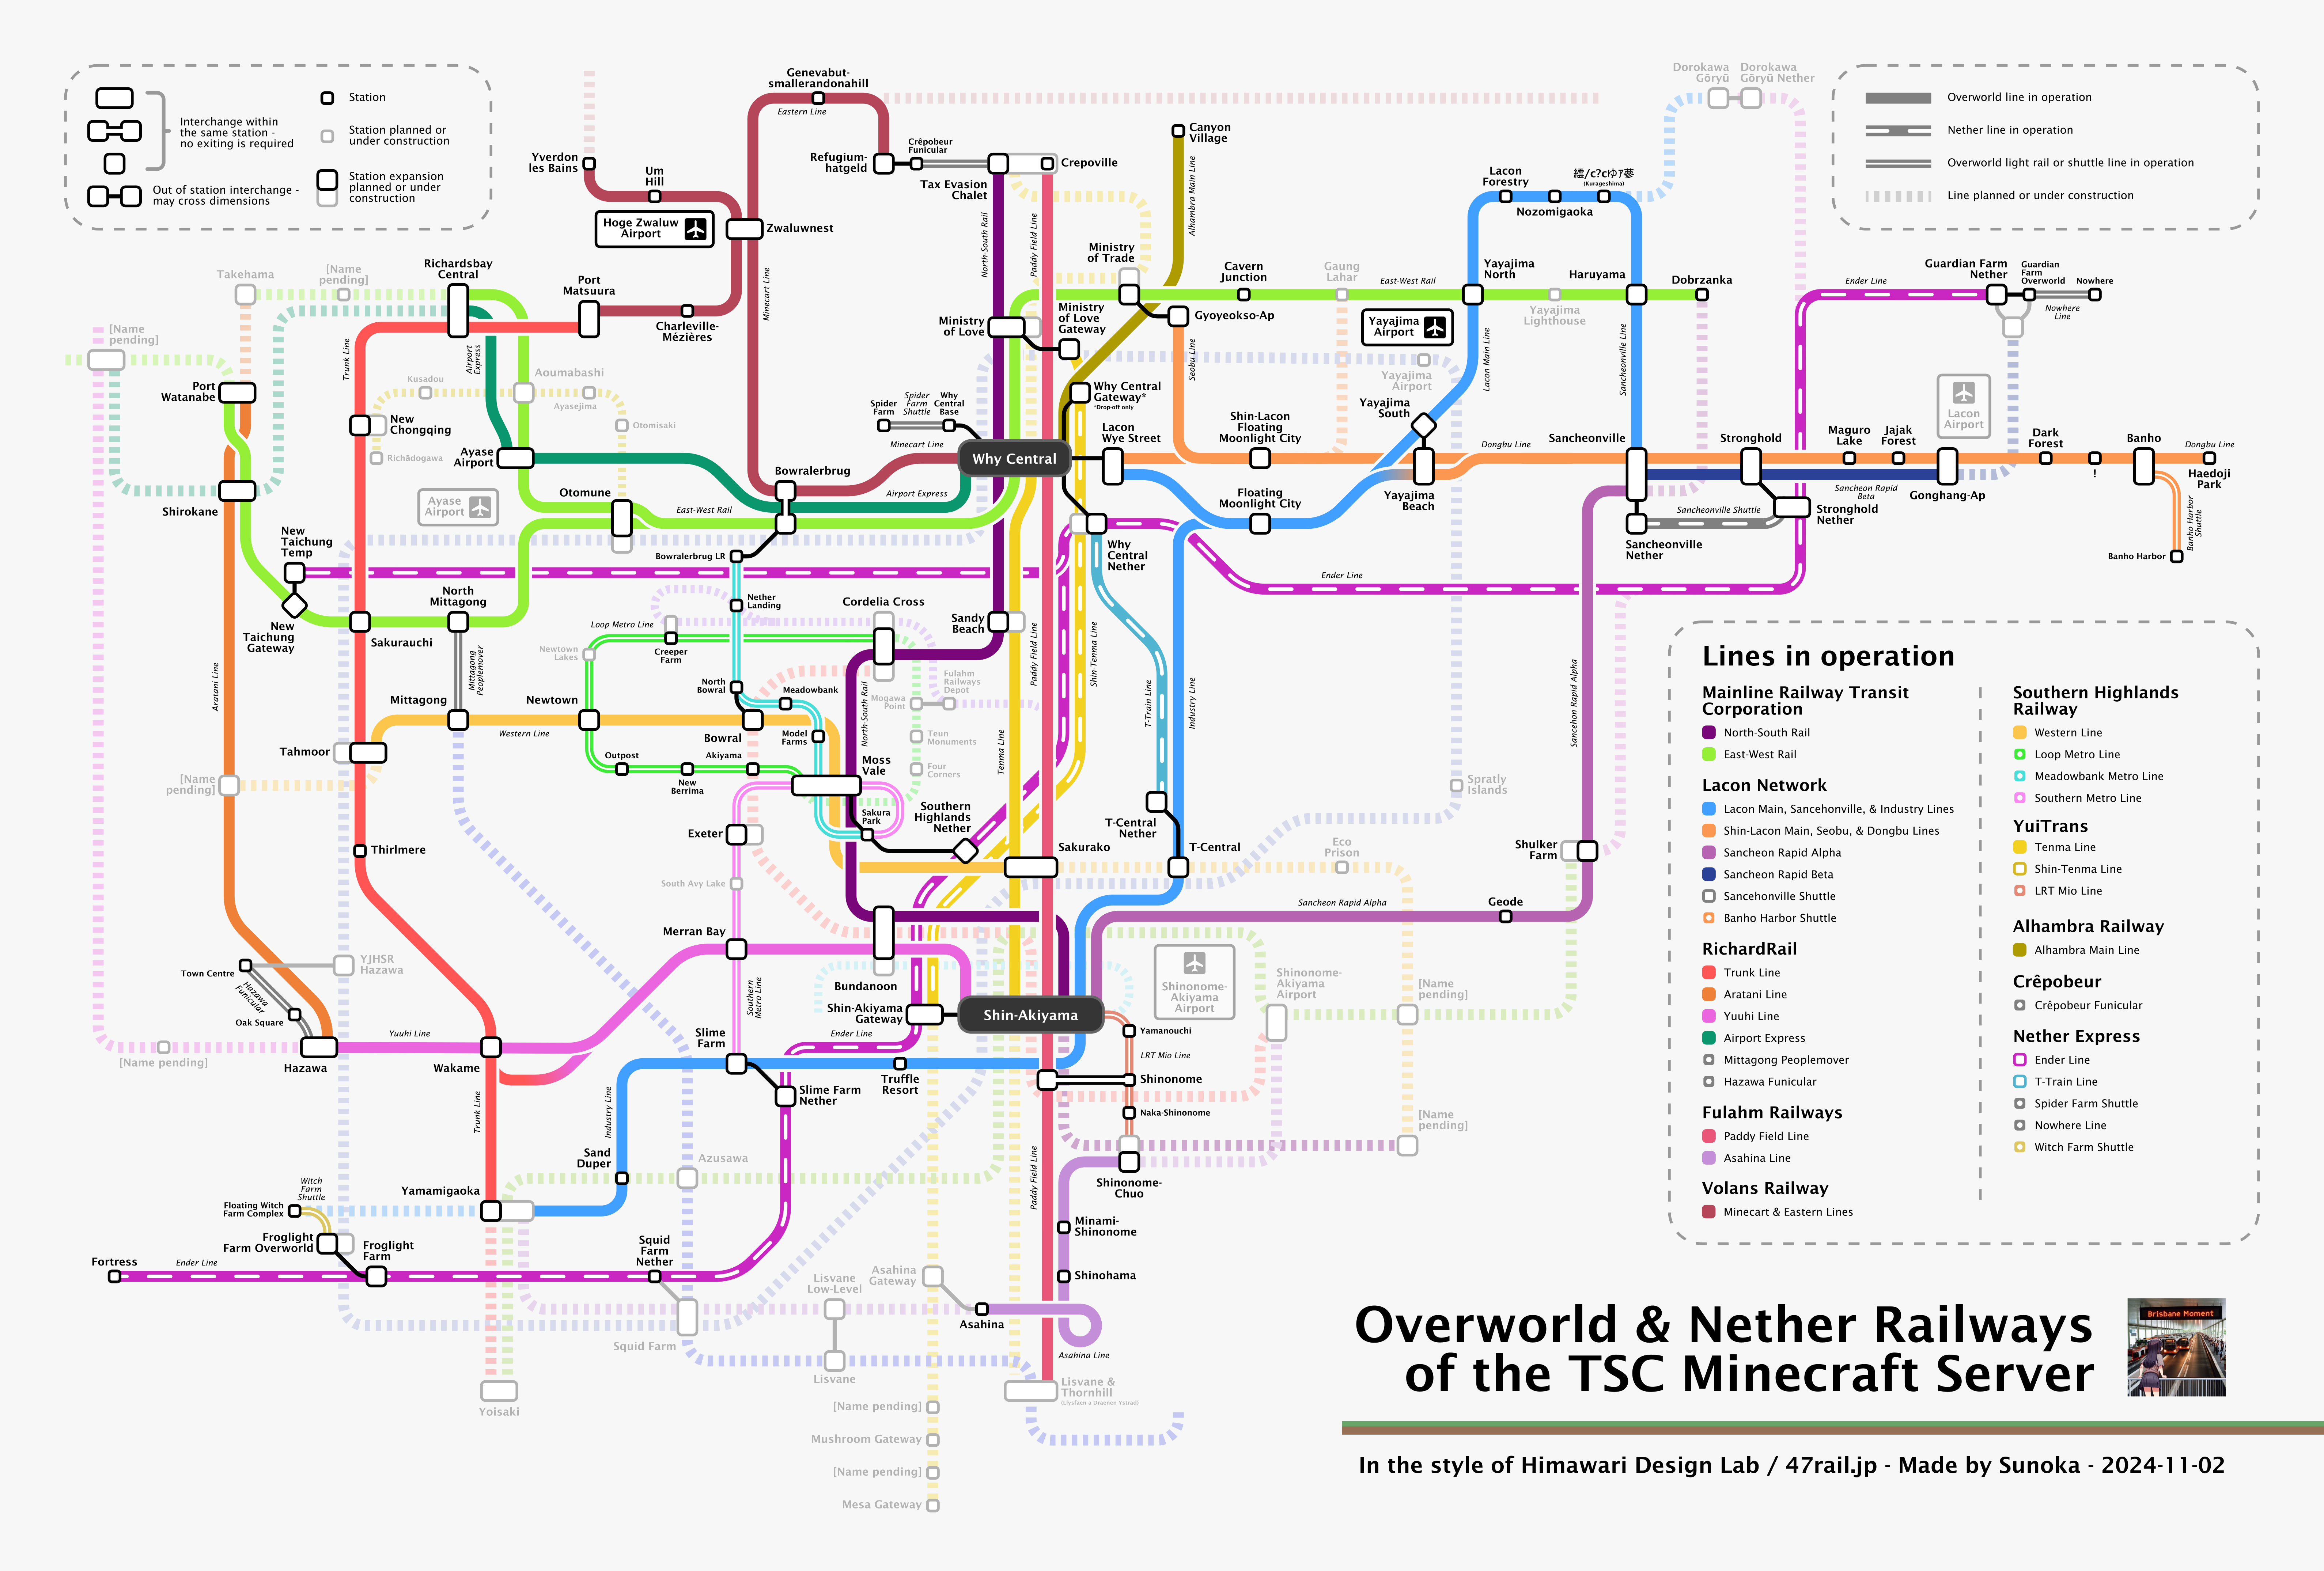 Interchange within
the same station -
no exiting is required
Out of station interchange -
may cross dimensions
Station
Station planned or
under construction
Station expansion
planned or under
construction
Overworld line in operation
Nether line in operation
Overworld light rail or shuttle line in operation
Line planned or under construction
Genevabut-
smallerandonahill
Eastern Line
Yverdon
les Bains
Um
Hill
Hoge Zwaluw
Airport
Zwaluwnest
Refugium-
hatgeld
Crêpobeur
Funicular
Tax Evasion
Chalet
Crepoville
Canyon
Village
Alhambra Main Line
North-South Rail
Paddy Field Line
Minecart Line
Dorokawa
Gōryū
Dorokawa
Gōryū Nether
Lacon
Forestry
Nozomigaoka
(Kurageshima)
Takehama
[Name
pending]
Richardsbay
Central
Port
Matsuura
Charleville-
Mézières
Ministry
of Trade
Cavern
Junction
Gaung
Lahar
East-West Rail
Yayajima
North
Haruyama
Yayajima
Lighthouse
Dobrzanka
Ender Line
Guardian Farm
Nether
Guardian
Farm
Overworld
Nowhere
Nowhere
Line
[Name
pending]
Trunk Line
Airport
Express
Ministry
of Love
Ministry
of Love
Gateway
Gyoyeokso-Ap
Seobu Line
Yayajima
Airport
Yayajima
Airport
Lacon Main Line
Sancheonville Line
Port
Watanabe
Kusadou
Aoumabashi
Ayasejima
Otomisaki
New
Chongqing
Richādogawa
Why Central
Gateway*
*Drop-off only
Yayajima
South
Lacon
Airport
Spider
Farm
Spider
Farm
Shuttle
Why
Central
Base
Minecart Line
Why Central
Lacon
Wye Street
Shin-Lacon
Floating
Moonlight City
Dongbu Line
Sancheonville
Stronghold
Maguro
Lake
Jajak
Forest
Dark
Forest
!
Banho
Dongbu Line
Haedoji
Park
Ayase
Airport
Ayase
Airport
Shirokane
Otomune
East-West Rail
Bowralerbrug
Airport Express
Floating
Moonlight City
Yayajima
Beach
Sancheon Rapid
Beta
Gonghang-Ap
Sancheonville Shuttle
Stronghold
Nether
Sancheonville
Nether
Banho Harbor
Shuttle
Banho Harbor
New
Taichung
Temp
Bowralerbrug LR
Why
Central
Nether
Ender Line
New
Taichung
Gateway
Sakurauchi
North
Mittagong
Mittagong
Peoplemover
Nether
Landing
Loop Metro Line
Creeper
Farm
Newtown
Lakes
Cordelia Cross
Sandy
Beach
Paddy Field Line
Shin-Tenma Line
Aratani Line
Mittagong
Newtown
Western Line
North
Bowral
Meadowbank
Bowral
Model
Farms
North-South Rail
Mogawa
Point
Fulahm
Railways
Depot
Teun
Monuments
Four
Corners
Tenma Line
T-Train Line
Industry Line
Sancehon Rapid Alpha
Tahmoor
[Name
pending]
Outpost
New
Berrima
Akiyama
Moss
Vale
Sakura
Park
Southern
Highlands
Nether
T-Central
Nether
Spratly
Islands
Thirlmere
Exeter
South Avy Lake
Sakurako
T-Central
Eco
Prison
Shulker
Farm
Sancehon Rapid Alpha
Geode
Merran Bay
Southern
Metro Line
Bundanoon
Shin-Akiyama
Gateway
Shin-Akiyama
Ender Line
Town Centre
YJHSR
Hazawa
Hazawa
Funicular
Oak Square
Yuuhi Line
[Name pending]
Hazawa
Wakame
Slime
Farm
Slime Farm
Nether
Truffle
Resort
Shinonome-
Akiyama
Airport
Shinonome-
Akiyama
Airport
[Name
pending]
Yamanouchi
LRT Mio Line
Shinonome
Naka-Shinonome
[Name
pending]
Trunk Line
Industry Line
Sand
Duper
Azusawa
Yamamigaoka
Witch
Farm
Shuttle
Floating Witch
Farm Complex
Froglight
Farm Overworld
Froglight
Farm
Fortress
Ender Line
Squid
Farm
Nether
Squid Farm
Lisvane
Low-Level
Lisvane
Asahina
Gateway
Asahina
Paddy Field Line
Shinonome-
Chuo
Minami-
Shinonome
Shinohama
Asahina Line
Lisvane &
Thornhill
(Llysfaen a Draenen Ystrad)
Yoisaki
[Name pending]
Mushroom Gateway
[Name pending]
Mesa Gateway
Lines in operation
Mainline Railway Transit
Corporation
North-South Rail
East-West Rail
Lacon Network
Lacon Main, Sancehonville, & Industry Lines
Shin-Lacon Main, Seobu, & Dongbu Lines
Sancheon Rapid Alpha
Sancheon Rapid Beta
Sancehonville Shuttle
Banho Harbor Shuttle
RichardRail
Trunk Line
Aratani Line
Yuuhi Line
Airport Express
Mittagong Peoplemover
Hazawa Funicular
Fulahm Railways
Paddy Field Line
Asahina Line
Volans Railway
Minecart & Eastern Lines
Southern Highlands
Railway
Western Line
Loop Metro Line
Meadowbank Metro Line
Southern Metro Line
YuiTrans
Tenma Line
Shin-Tenma Line
LRT Mio Line
Alhambra Railway
Alhambra Main Line
Crêpobeur
Crêpobeur Funicular
Nether Express
Ender Line
T-Train Line
Spider Farm Shuttle
Nowhere Line
Witch Farm Shuttle
Overworld & Nether Railways
of the TSC Minecraft Server
Brisbane Moment
In the style of Himawari Design Lab / 47rail.jp - Made by Sunoka - 2024-11-02